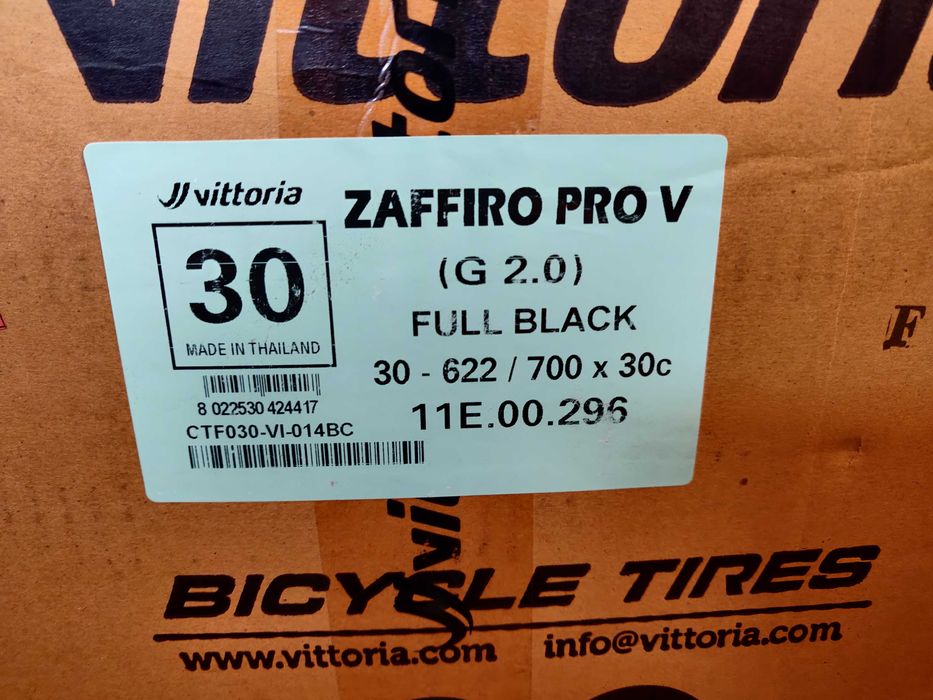 vittoria
vittoria
ZAFFIRO PRO V
30
MADE IN THAILAND
(G 2.0)
FULL BLACK
30 - 622 / 700 x 30c
11E.00.296
8 022530 424417
CTF030-VI-014BC
F
BICYCLE TIRES
www.vittoria.com
info@vittoria.com